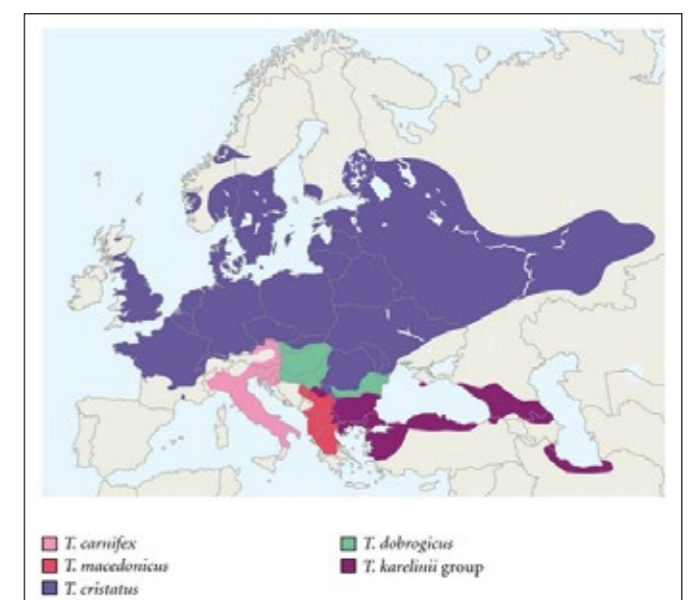 T. carnifex
T. macedonicus
T. cristatus
T. dobrogicus
T. karelinii group